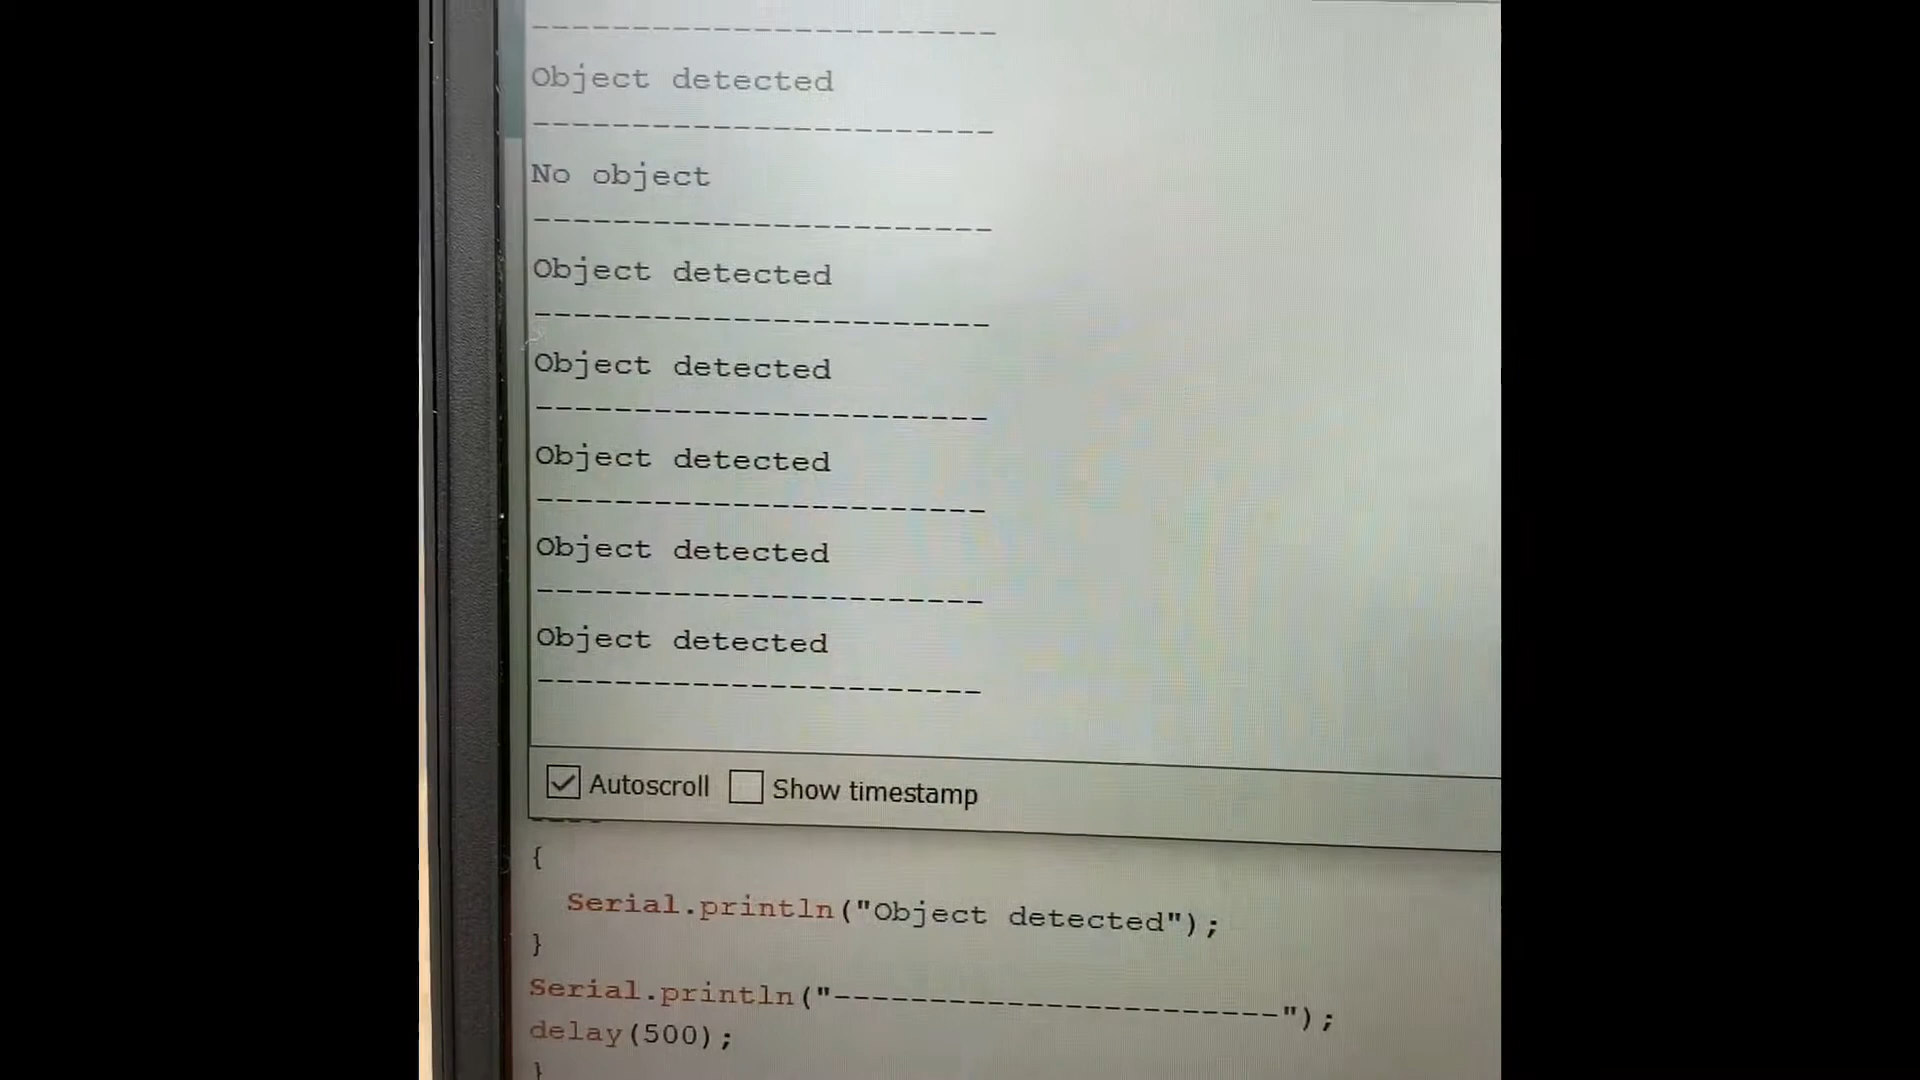 -----------------------
Object detected
-----------------------
No object
-----------------------
Object detected
-----------------------
Object detected
-----------------------
Object detected
-----------------------
Object detected
-----------------------
Object detected
-----------------------
Autoscroll Show timestamp
{
Serial.println("Object detected");
}
Serial.println("-----------------------");
delay(500);
}